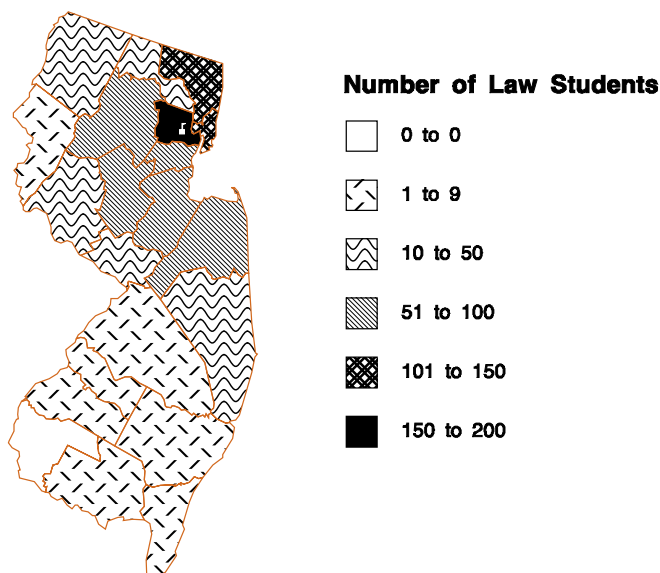 Number of Law Students
0 to 0
1 to 9
10 to 50
51 to 100
101 to 150
150 to 200